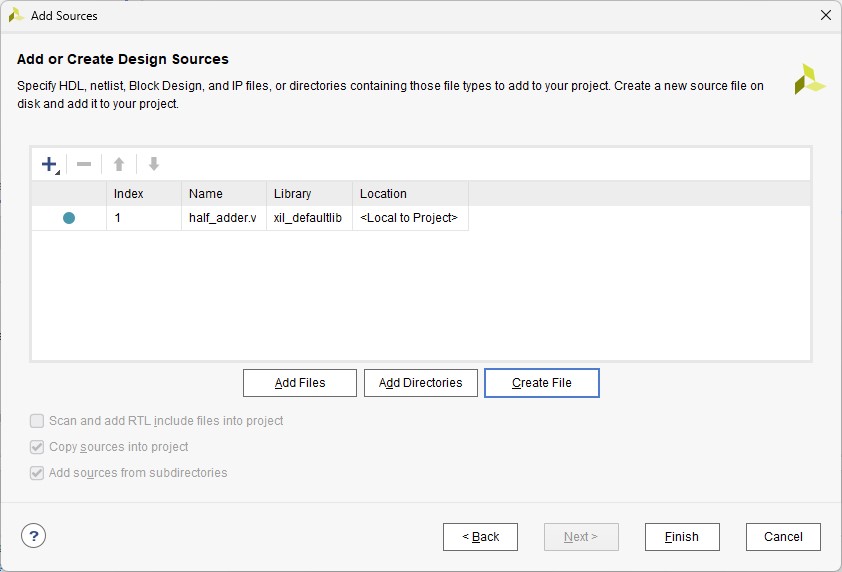 Add Sources
Add or Create Design Sources
Specify HDL, netlist, Block Design, and IP files, or directories containing those file types to add to your project. Create a new source file on
disk and add it to your project.
Index Name Library Location
1 half_adder.v xil_defaultlib <Local to Project>
Add Files Add Directories Create File
Scan and add RTL include files into project
Copy sources into project
Add sources from subdirectories
? < Back Next > Finish Cancel